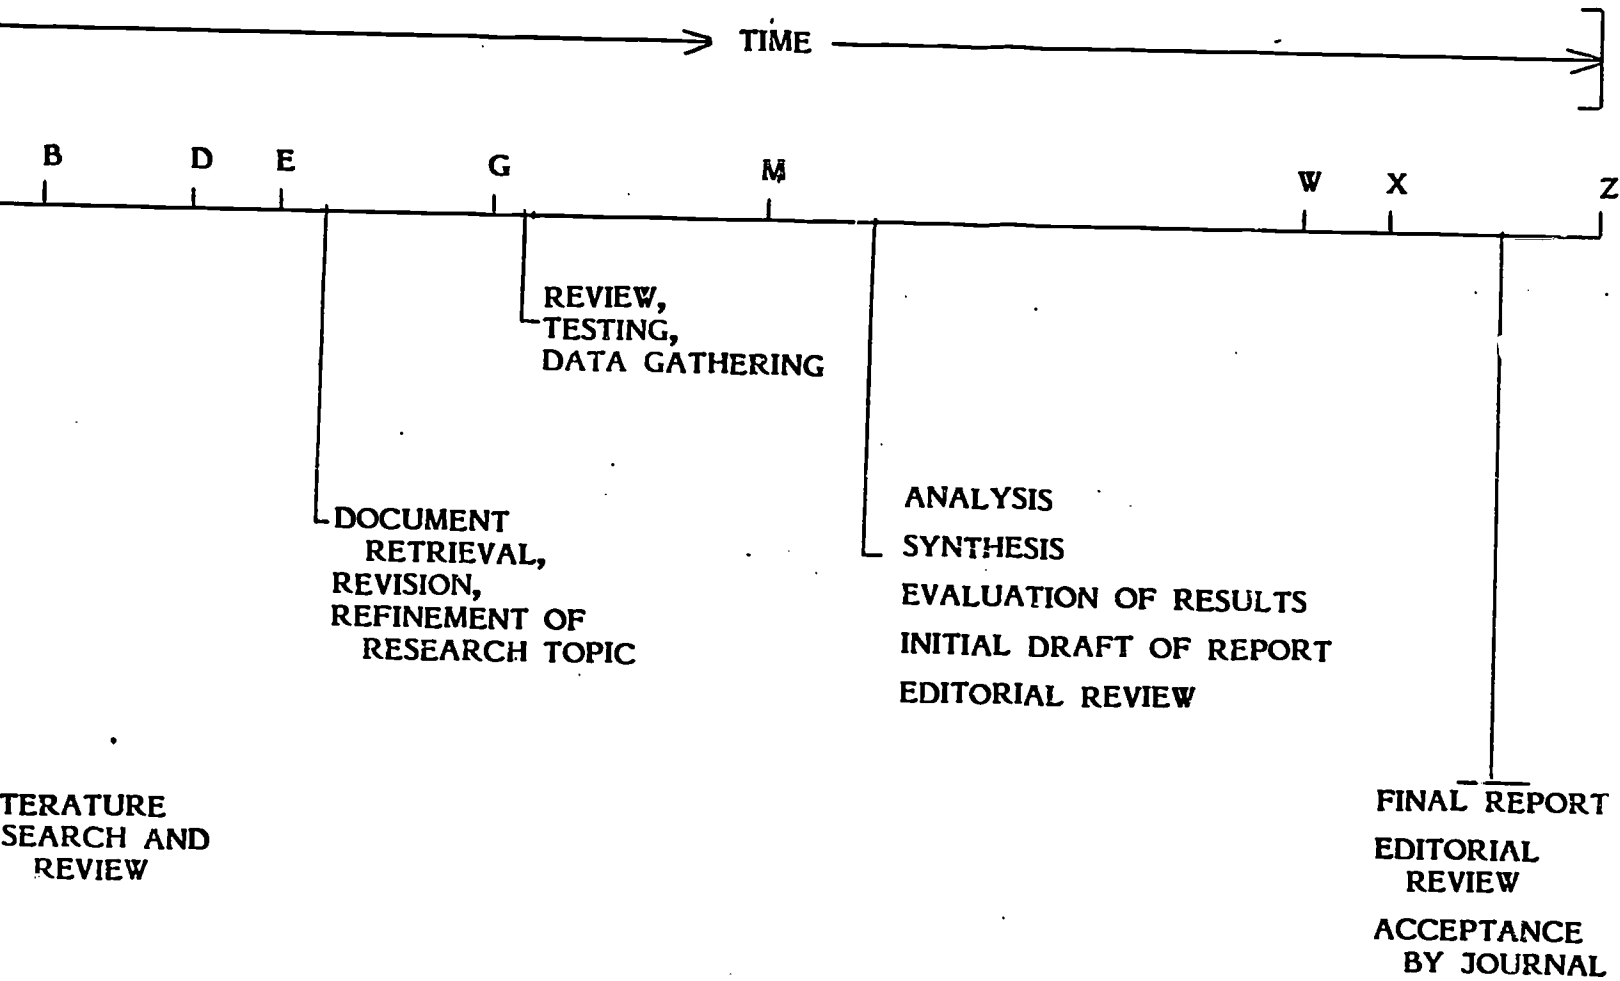 TIME
B D E G M W X Z
REVIEW,
TESTING,
DATA GATHERING
DOCUMENT
RETRIEVAL,
REVISION,
REFINEMENT OF
RESEARCH TOPIC
ANALYSIS
SYNTHESIS
EVALUATION OF RESULTS
INITIAL DRAFT OF REPORT
EDITORIAL REVIEW
TERATURE
SEARCH AND
REVIEW
FINAL REPORT
EDITORIAL
REVIEW
ACCEPTANCE
BY JOURNAL